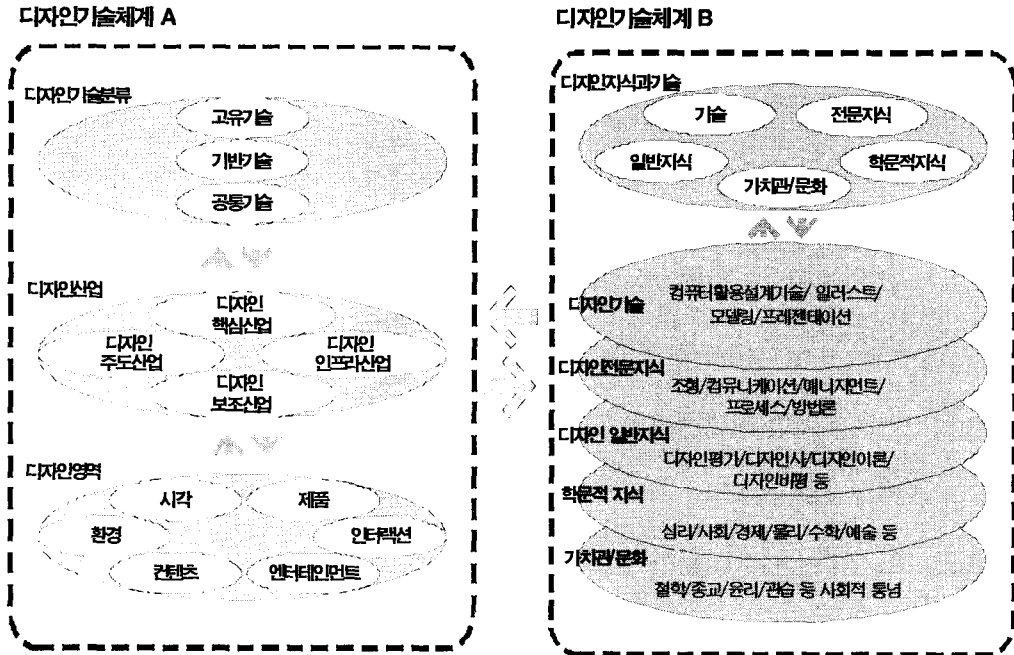 디자인기술체계 A
디자인기술분류
고유기술
기반기술
공통기술
디자인산업
디자인
핵심산업
디자인
주도산업
디자인
인프라산업
디자인
보조산업
디자인영역
시각
제품
환경
인터랙션
컨텐츠
엔터테인먼트
디자인기술체계 B
디자인지식과기술
기술
전문지식
일반지식
학문적지식
가치관/문화
디자인기술
컴퓨터활용설계기술/ 일러스트/
모델링/프레젠테이션
디자인전문지식
조형/컴뮤니케이션/매니지먼트/
프로세스/방법론
디자인 일반지식
디자인평가/디자인사/디자인이론/
디자인비평 등
학문적 지식
심리/사회/경제/물리/수학/예술 등
가치관/문화
철학/종교/윤리/관습 등 사회적 통념